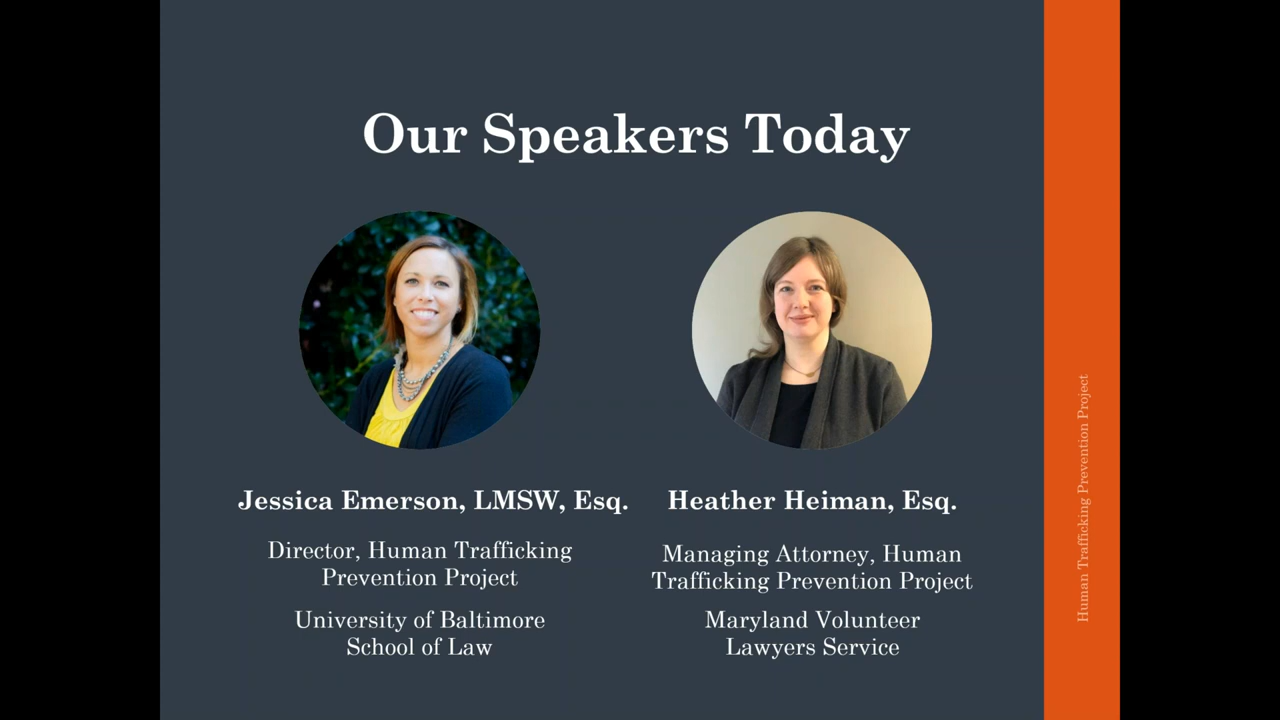 Our Speakers Today
Jessica Emerson, LMSW, Esq.
Director, Human Trafficking
Prevention Project
University of Baltimore
School of Law
Heather Heiman, Esq.
Managing Attorney, Human
Trafficking Prevention Project
Maryland Volunteer
Lawyers Service
Human Trafficking Prevention Project